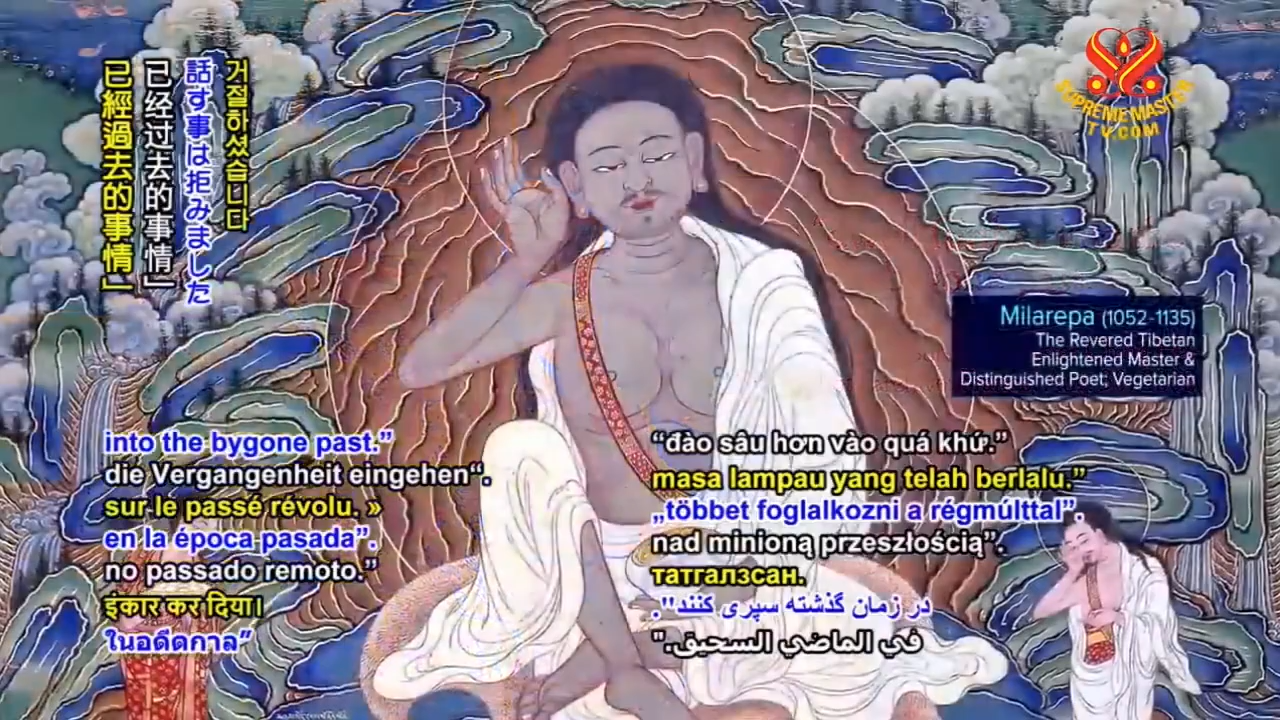 거절하셨습니다
話す事は拒みました
已经过去的事情」
已經過去的事情」
SUPREME MASTER
TV.COM
Milarepa (1052-1135)
The Revered Tibetan
Enlightened Master &
Distinguished Poet; Vegetarian
into the bygone past.”
die Vergangenheit eingehen“.
sur le passé révolu. »
en la época pasada”.
no passado remoto.”
इंकार कर दिया।
ในอดีตกาล”
“đào sâu hơn vào quá khứ.”
masa lampau yang telah berlalu.”
„többet foglalkozni a régmúlttal”.
nad minioną przeszłością”.
татгалзсан.
در زمان گذشته سپری کنند".
في الماضي السحيق."